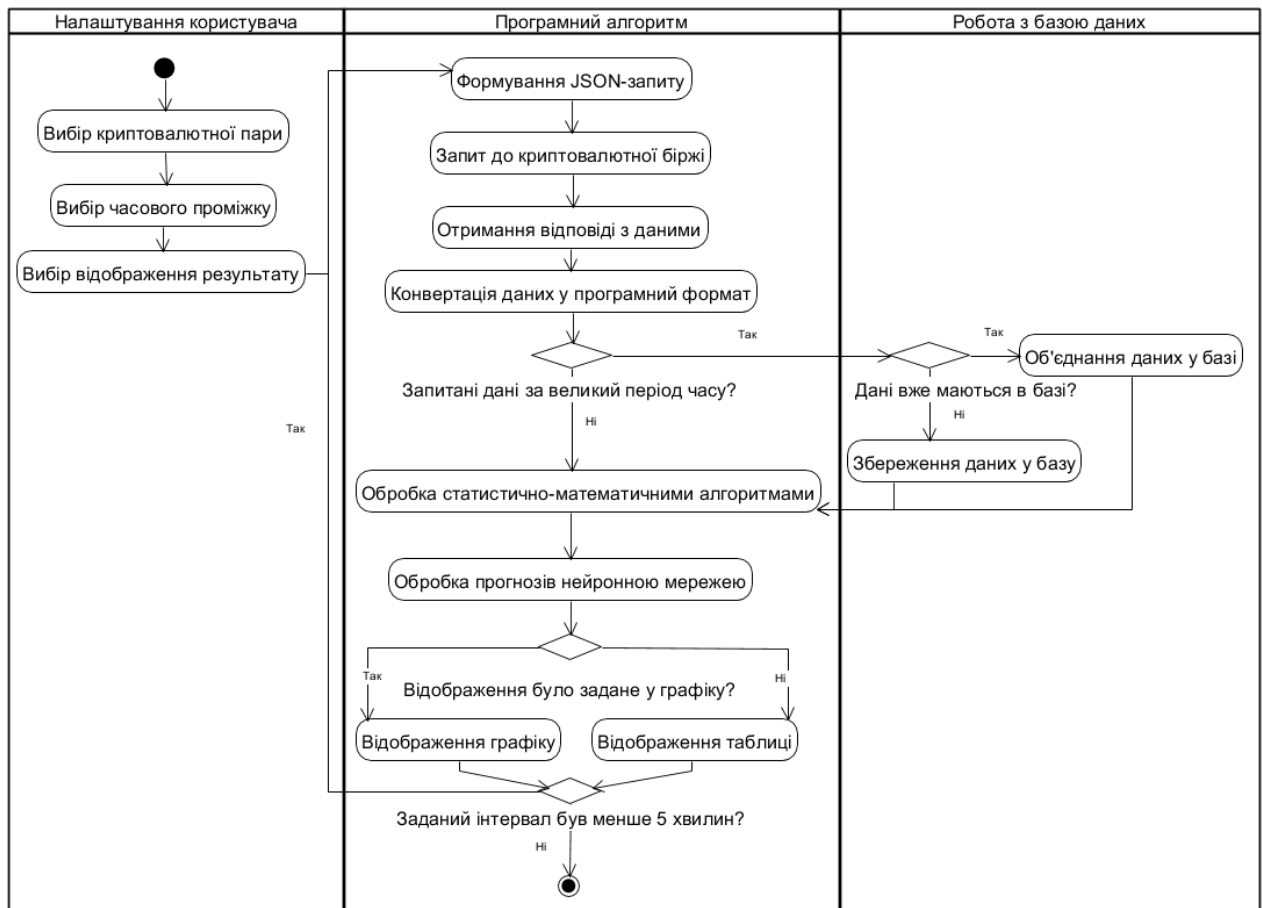 Налаштування користувача
Програмний алгоритм
Робота з базою даних
Вибір криптовалютної пари
Вибір часового проміжку
Вибір відображення результату
Формування JSON-запиту
Запит до криптовалютної біржі
Отримання відповіді з даними
Конвертація даних у програмний формат
Так
Запитані дані за великий період часу?
Ні
Так
Об'єднання даних у базі
Дані вже маються в базі?
Ні
Збереження даних у базу
Так
Обробка статистично-математичними алгоритмами
Обробка прогнозів нейронною мережею
Так
Відображення було задане у графіку?
Ні
Відображення графіку
Відображення таблиці
Заданий інтервал був менше 5 хвилин?
Ні